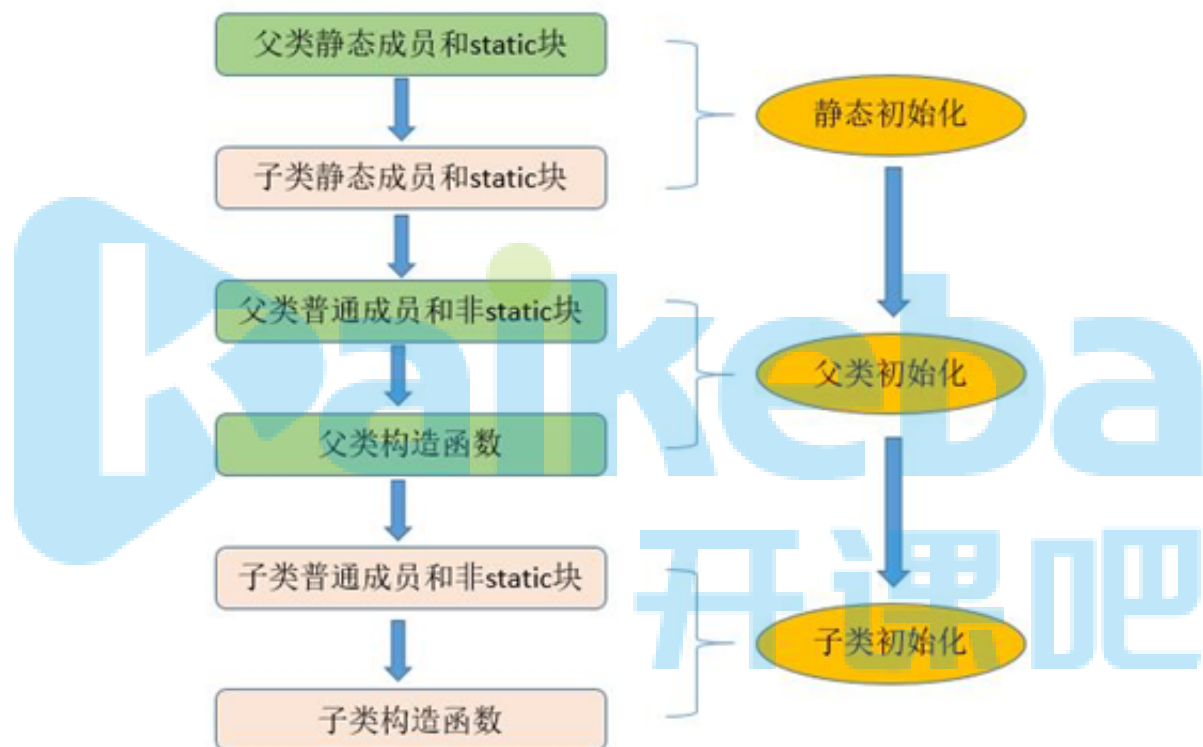 父类静态成员和static块
静态初始化
子类静态成员和static块
父类普通成员和非static块
父类初始化
父类构造函数
子类普通成员和非static块
子类初始化
子类构造函数
kaikeba
开课吧